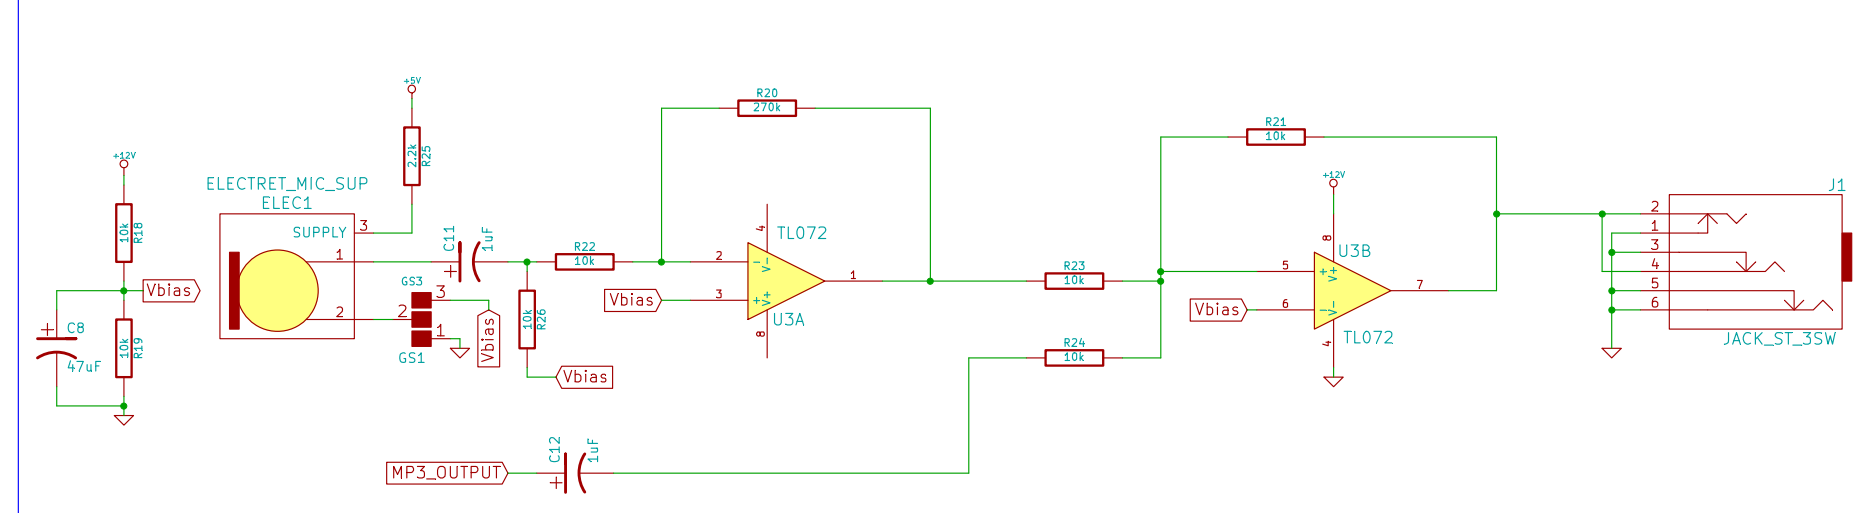 +12V
10k
R18
Vbias
C8
+
47uF
10k
R19
ELECTRET_MIC_SUP
ELEC1
SUPPLY
3
1
2
+5V
2.2k
R25
C11
1uF
+
GS3
3
2
1
GS1
Vbias
R22
10k
10k
R26
Vbias
Vbias
R20
270k
TL072
4
2
-
V-
3
+
V+
8
1
U3A
R23
10k
R24
10k
MP3_OUTPUT
C12
1uF
+
R21
10k
+12V
8
U3B
5
+
V+
Vbias
6
-
V-
4
7
TL072
J1
2
1
3
4
5
6
JACK_ST_3SW